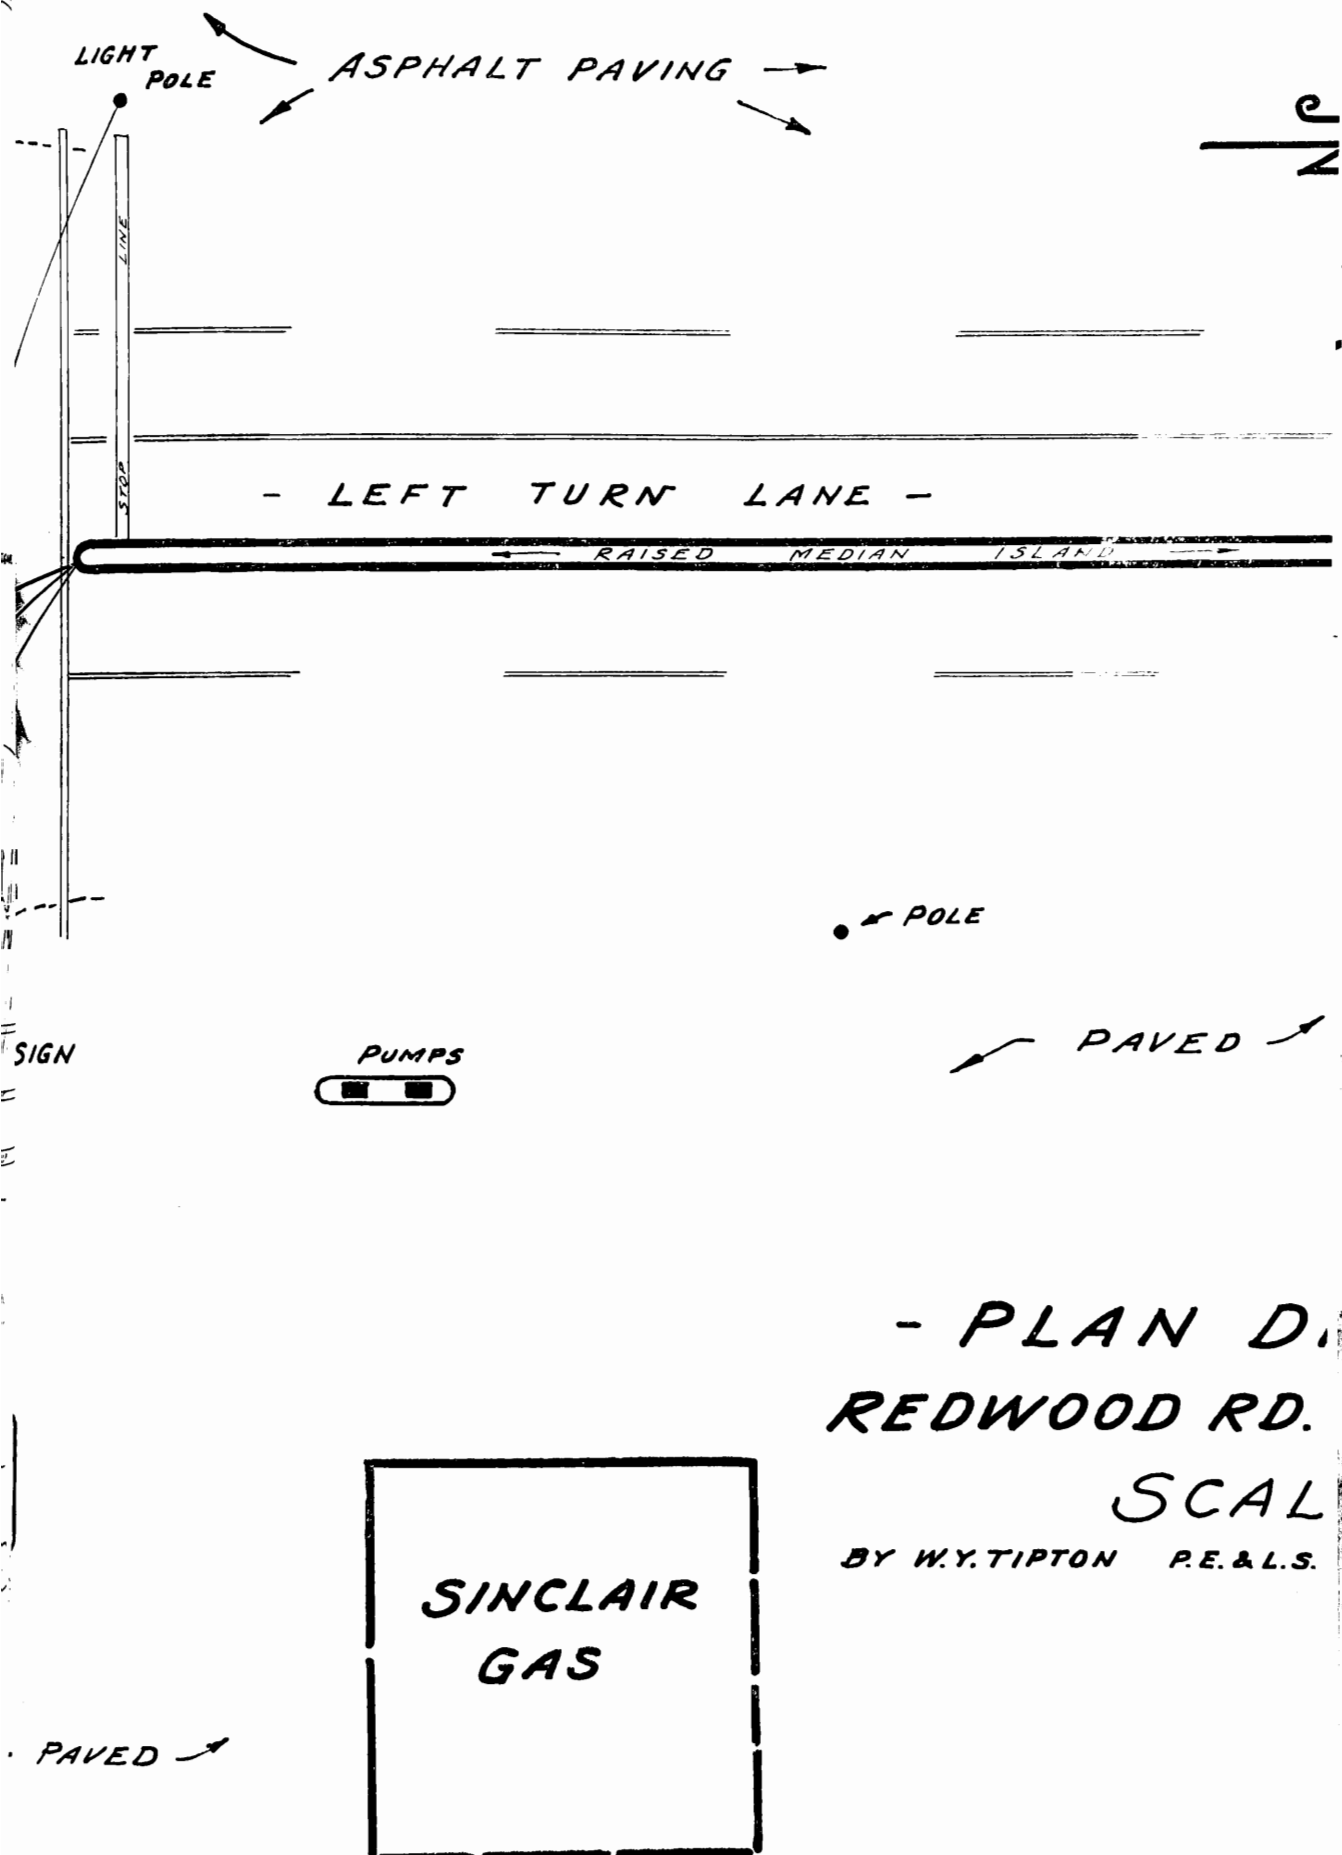 LIGHT
POLE
ASPHALT PAVING
N
LINE
STOP
- LEFT TURN LANE -
RAISED MEDIAN ISLAND
POLE
SIGN
PUMPS
PAVED
- PLAN
REDWOOD RD.
SCAL
BY W.Y. TIPTON P.E. & L.S.
SINCLAIR
GAS
PAVED